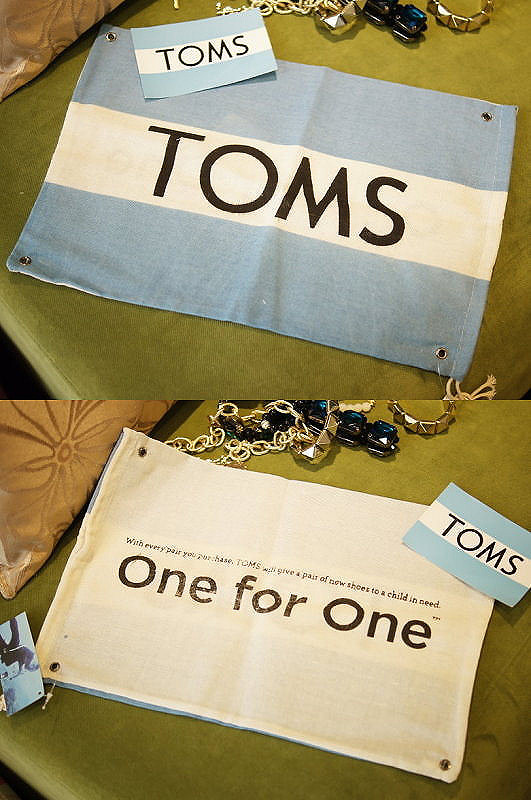 TOMS
TOMS
With every pair you purchase, TOMS will give a pair of new shoes to a child in need.
One for One™
TOMS